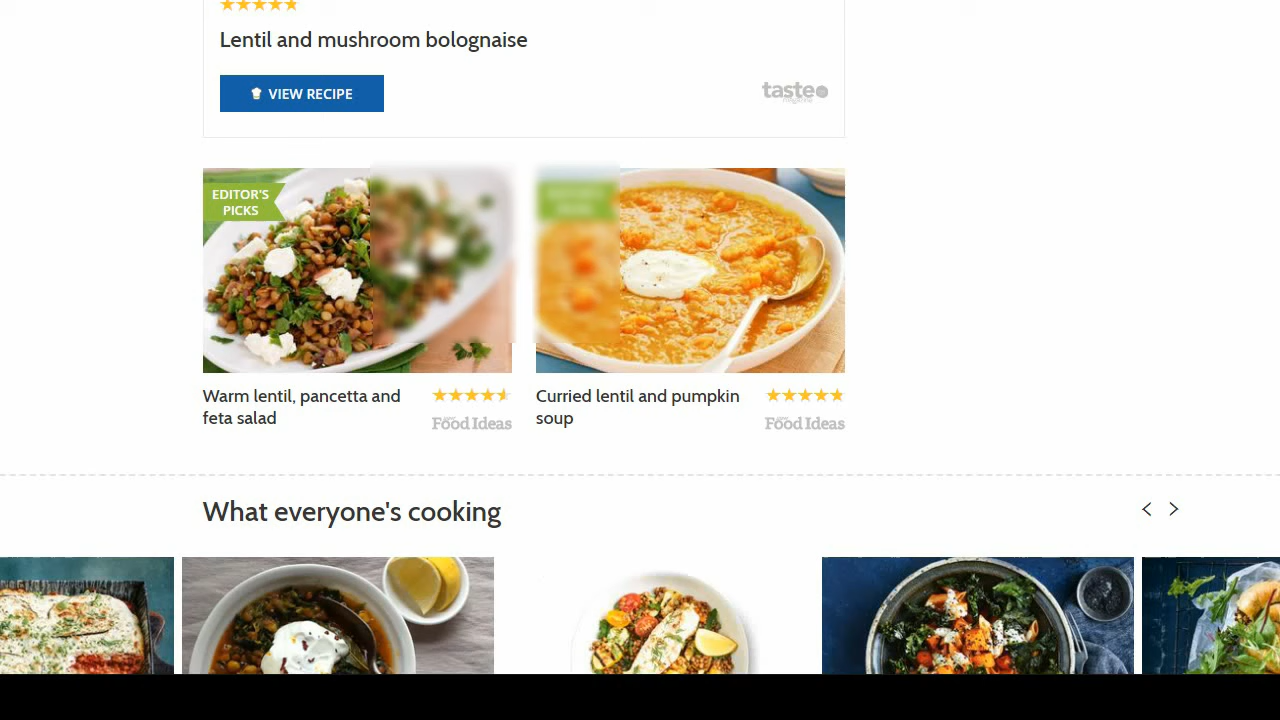 Lentil and mushroom bolognaise
VIEW RECIPE
taste
magazine
EDITOR'S
PICKS
Warm lentil, pancetta and
feta salad
Food Ideas
Curried lentil and pumpkin
soup
Food Ideas
What everyone's cooking